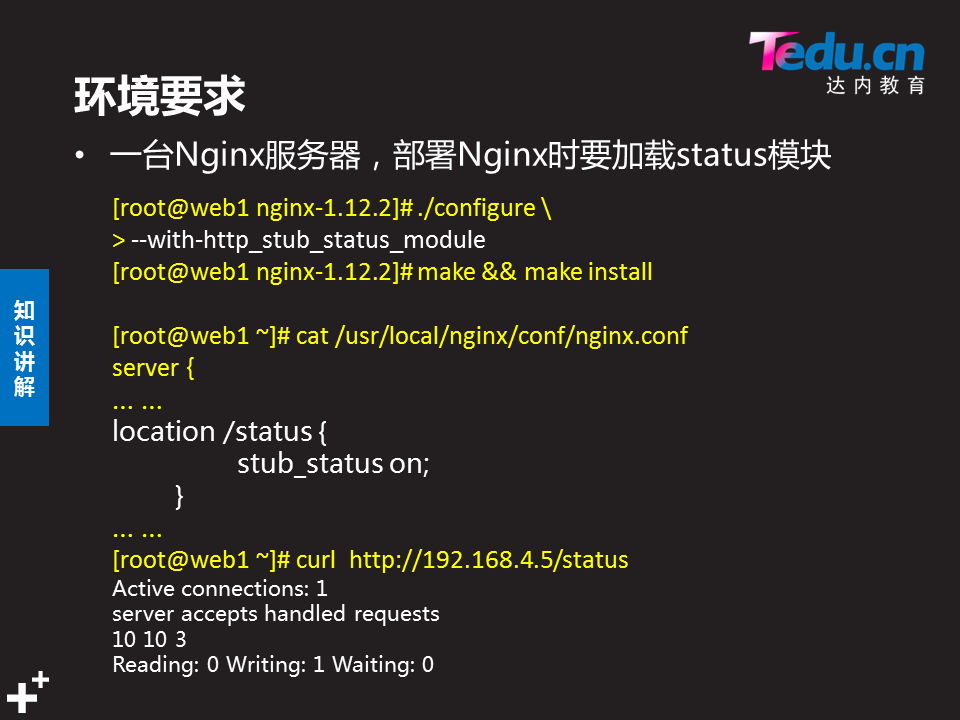 Tedu.cn
达内教育
环境要求
• 一台Nginx服务器，部署Nginx时要加载status模块
[root@web1 nginx-1.12.2]# ./configure \
> --with-http_stub_status_module
[root@web1 nginx-1.12.2]# make && make install
[root@web1 ~]# cat /usr/local/nginx/conf/nginx.conf
server {
... ...
location /status {
stub_status on;
}
... ...
[root@web1 ~]# curl  http://192.168.4.5/status
Active connections: 1
server accepts handled requests
10 10 3
Reading: 0 Writing: 1 Waiting: 0
知识讲解